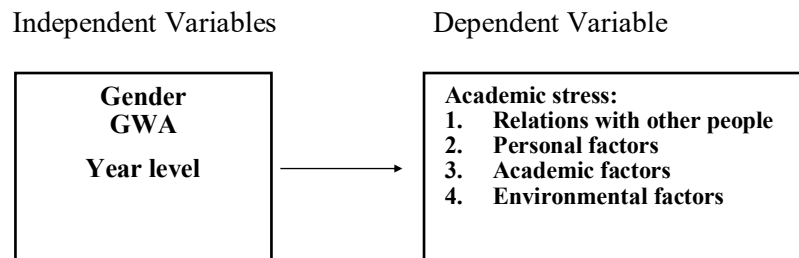 Independent Variables
Dependent Variable
Gender
GWA
Year level
Academic stress:
1. Relations with other people
2. Personal factors
3. Academic factors
4. Environmental factors